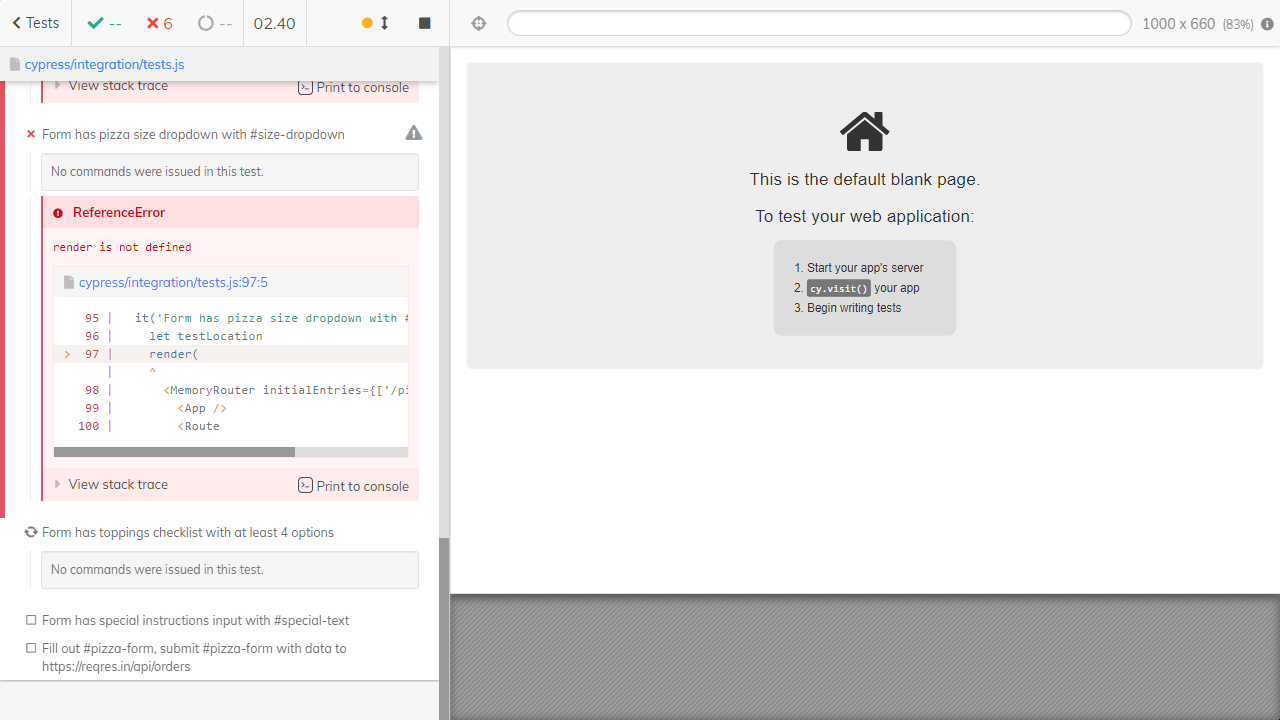 Tests
--
6
--
02.40
1000 x 660 (83%)
cypress/integration/tests.js
View stack trace
Print to console
Form has pizza size dropdown with #size-dropdown
No commands were issued in this test.
ReferenceError
render is not defined
cypress/integration/tests.js:97:5
95 | it('Form has pizza size dropdown with #
96 | let testLocation
> 97 | render(
| ^
98 | <MemoryRouter initialEntries={['/pi
99 | <App />
100 | <Route
View stack trace
Print to console
Form has toppings checklist with at least 4 options
No commands were issued in this test.
Form has special instructions input with #special-text
Fill out #pizza-form, submit #pizza-form with data to
https://reqres.in/api/orders
This is the default blank page.
To test your web application:
1. Start your app's server
2. cy.visit() your app
3. Begin writing tests